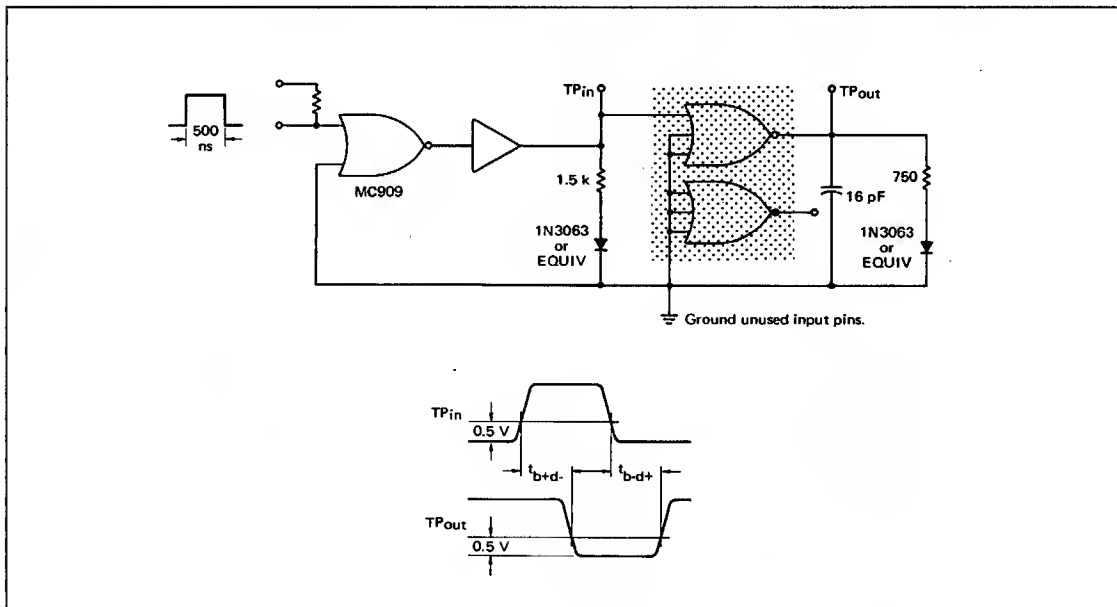 500
ns
MC909
TPin
1.5 k
1N3063
or
EQUIV
TPout
750
16 pF
1N3063
or
EQUIV
Ground unused input pins.
TPin
0.5 V
tb+d-
tb-d+
TPout
0.5 V